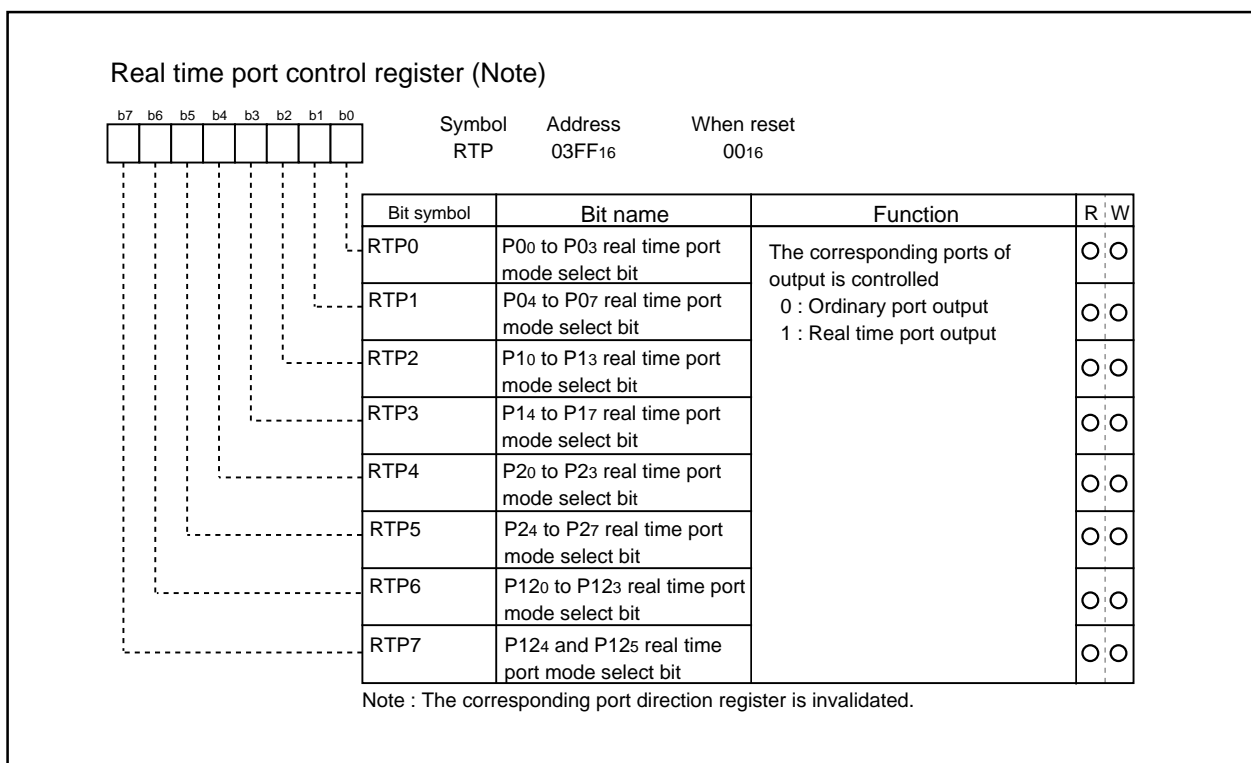 Real time port control register (Note)
b7 b6 b5 b4 b3 b2 b1 b0
Symbol Address When reset
RTP 03FF16 0016
Bit symbol Bit name Function R W
RTP0 P00 to P03 real time port
mode select bit
The corresponding ports of
output is controlled
0 : Ordinary port output
1 : Real time port output
RTP1 P04 to P07 real time port
mode select bit
RTP2 P10 to P13 real time port
mode select bit
RTP3 P14 to P17 real time port
mode select bit
RTP4 P20 to P23 real time port
mode select bit
RTP5 P24 to P27 real time port
mode select bit
RTP6 P120 to P123 real time port
mode select bit
RTP7 P124 and P125 real time
port mode select bit
Note : The corresponding port direction register is invalidated.